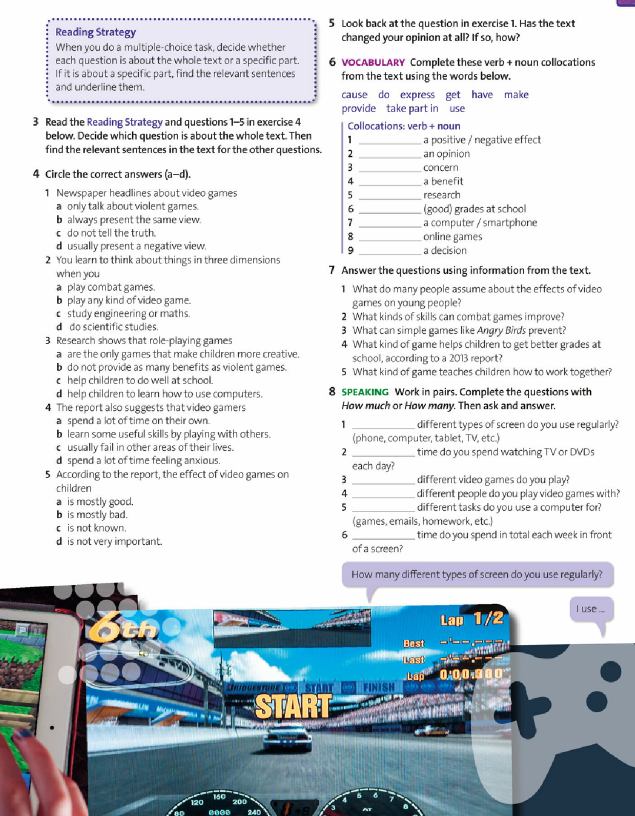 Reading Strategy
When you do a multiple-choice task, decide whether
each question is about the whole text or a specific part.
If it is about a specific part, find the relevant sentences
and underline them.
3 Read the Reading Strategy and questions 1–5 in exercise 4
below. Decide which question is about the whole text. Then
find the relevant sentences in the text for the other questions.
4 Circle the correct answers (a–d).
1 Newspaper headlines about video games
a only talk about violent games.
b always present the same view.
c do not tell the truth.
d usually present a negative view.
2 You learn to think about things in three dimensions
when you
a play combat games.
b play any kind of video game.
c study engineering or maths.
d do scientific studies.
3 Research shows that role-playing games
a are the only games that make children more creative.
b do not provide as many benefits as violent games.
c help children to do well at school.
d help children to learn how to use computers.
4 The report also suggests that video gamers
a spend a lot of time on their own.
b learn some useful skills by playing with others.
c usually fail in other areas of their lives.
d spend a lot of time feeling anxious.
5 According to the report, the effect of video games on
children
a is mostly good.
b is mostly bad.
c is not known.
d is not very important.
5 Look back at the question in exercise 1. Has the text
changed your opinion at all? If so, how?
6 VOCABULARY Complete these verb + noun collocations
from the text using the words below.
cause do express get have make
provide take part in use
Collocations: verb + noun
1 __________ a positive / negative effect
2 __________ an opinion
3 __________ concern
4 __________ a benefit
5 __________ research
6 __________ (good) grades at school
7 __________ a computer / smartphone
8 __________ online games
9 __________ a decision
7 Answer the questions using information from the text.
1 What do many people assume about the effects of video
games on young people?
2 What kinds of skills can combat games improve?
3 What can simple games like Angry Birds prevent?
4 What kind of game helps children to get better grades at
school, according to a 2013 report?
5 What kind of game teaches children how to work together?
8 SPEAKING Work in pairs. Complete the questions with
How much or How many. Then ask and answer.
1 __________ different types of screen do you use regularly?
(phone, computer, tablet, TV, etc.)
2 __________ time do you spend watching TV or DVDs
each day?
3 __________ different video games do you play?
4 __________ different people do you play video games with?
5 __________ different tasks do you use a computer for?
(games, emails, homework, etc.)
6 __________ time do you spend in total each week in front
of a screen?
How many different types of screen do you use regularly?
I use ...
6th
Lap 1/2
Best
Last
Lap 0'00.000
BRIDGESTONE START FINISH
START
80 120 160 200 240
0000
3 4 5 6 7 8
AT